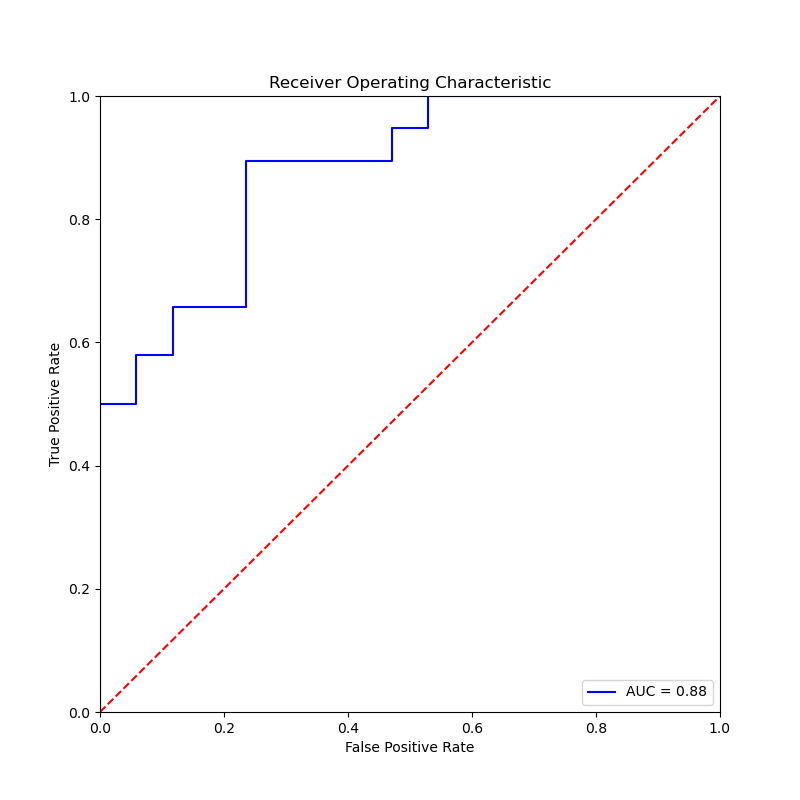 Receiver Operating Characteristic
1.0
0.8
0.6
0.4
0.2
0.0
True Positive Rate
AUC = 0.88
0.0 0.2 0.4 0.6 0.8 1.0
False Positive Rate